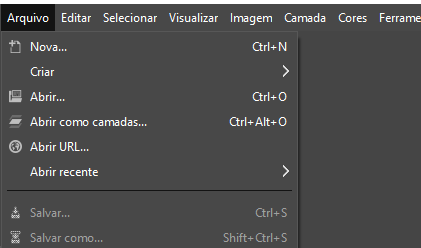 Arquivo Editar Selecionar Visualizar Imagem Camada Cores Ferrame
Nova... Ctrl+N
Criar
Abrir... Ctrl+O
Abrir como camadas... Ctrl+Alt+O
Abrir URL...
Abrir recente
Salvar... Ctrl+S
Salvar como... Shift+Ctrl+S